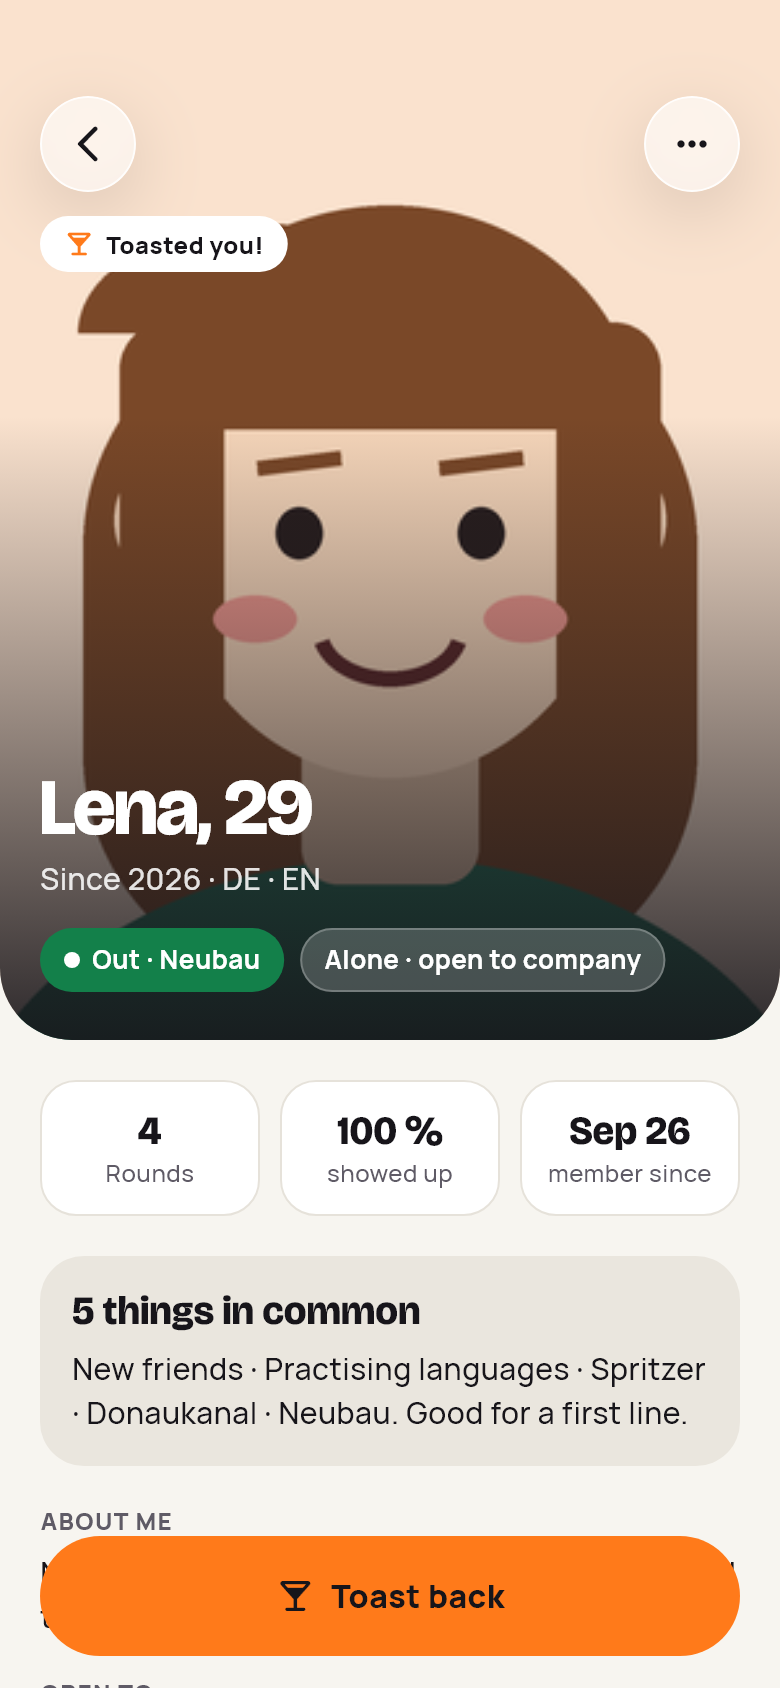 Toasted you!
Lena, 29
Since 2026 · DE · EN
Out · Neubau
Alone · open to company
4
Rounds
100 %
showed up
Sep 26
member since
5 things in common
New friends · Practising languages · Spritzer
· Donaukanal · Neubau. Good for a first line.
ABOUT ME
Toast back